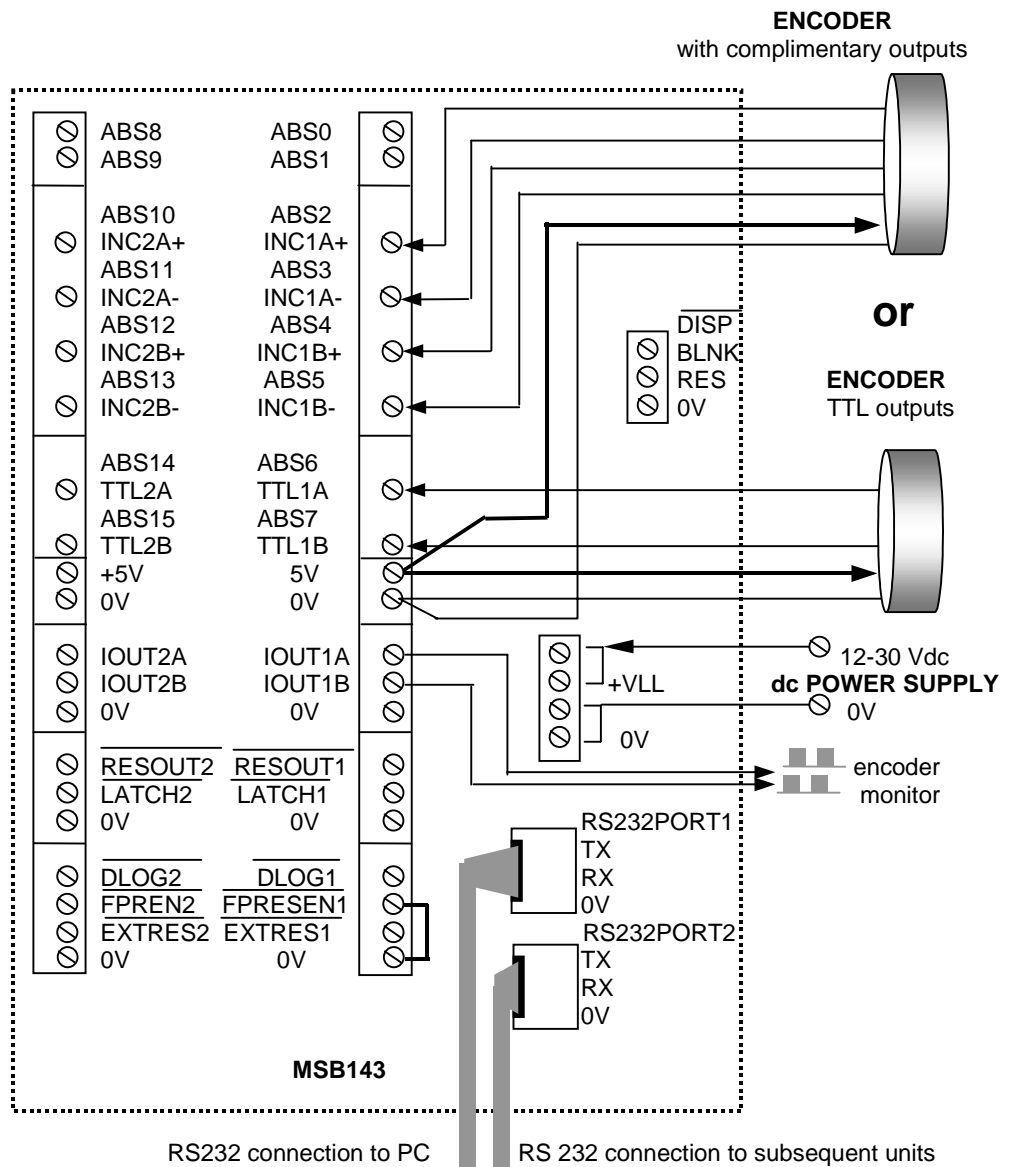 ENCODER
with complimentary outputs
ABS8 ABS0
ABS9 ABS1
ABS10 ABS2
INC2A+ INC1A+
ABS11 ABS3
INC2A- INC1A-
ABS12 ABS4
INC2B+ INC1B+
ABS13 ABS5
INC2B- INC1B-
ABS14 ABS6
TTL2A TTL1A
ABS15 ABS7
TTL2B TTL1B
+5V 5V
0V 0V
IOUT2A IOUT1A
IOUT2B IOUT1B
0V 0V
RESOUT2 RESOUT1
LATCH2 LATCH1
0V 0V
DLOG2 DLOG1
FPREN2 FPRESEN1
EXTRES2 EXTRES1
0V 0V
DISP
BLNK
RES
0V
or
ENCODER
TTL outputs
+VLL
0V
12-30 Vdc
dc POWER SUPPLY
0V
encoder
monitor
RS232PORT1
TX
RX
0V
RS232PORT2
TX
RX
0V
MSB143
RS232 connection to PC
RS 232 connection to subsequent units